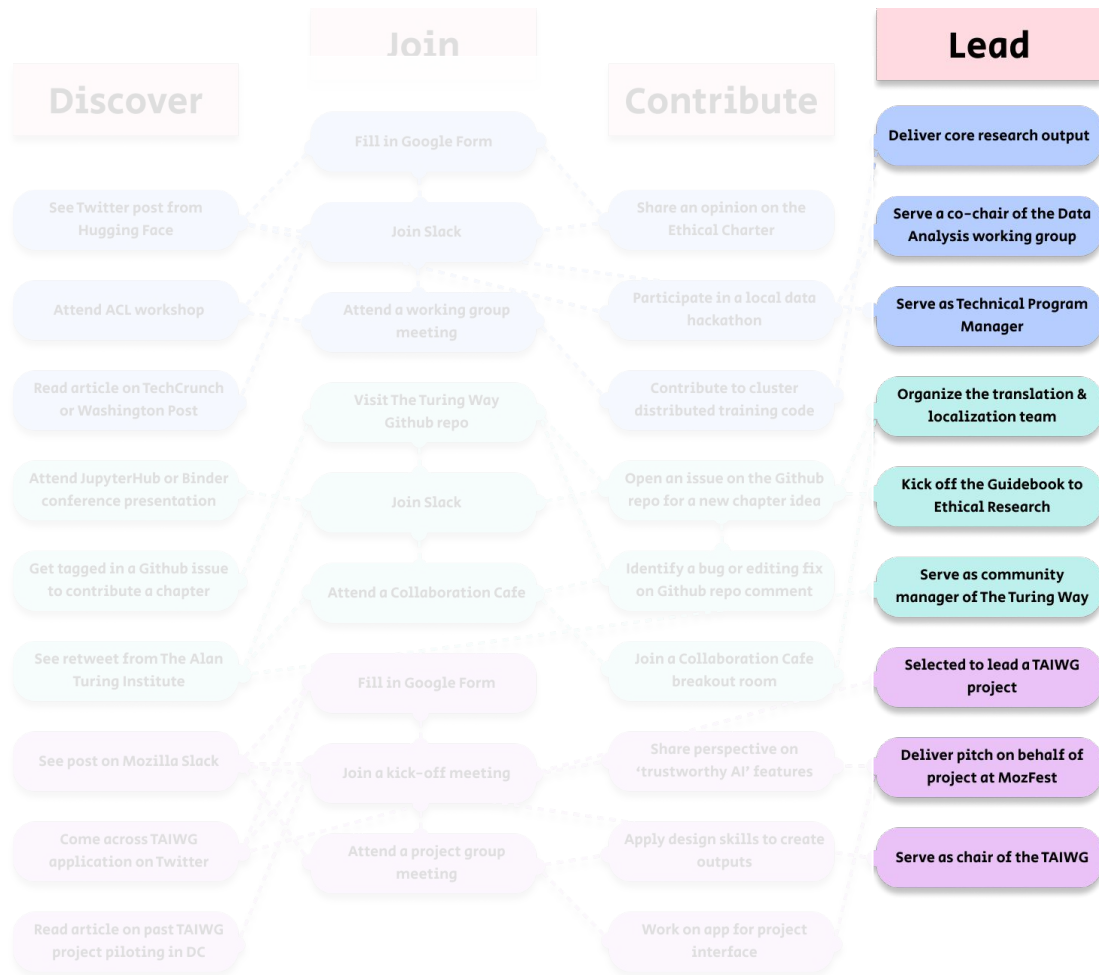 Discover
See Twitter post from
Hugging Face
Attend ACL workshop
Read article on TechCrunch
or Washington Post
Attend JupyterHub or Binder
conference presentation
Get tagged in a Github issue
to contribute a chapter
See retweet from The Alan
Turing Institute
See post on Mozilla Slack
Come across TAIWG
application on Twitter
Read article on past TAIWG
project piloting in DC
Join
Fill in Google Form
Join Slack
Attend a working group
meeting
Visit The Turing Way
Github repo
Join Slack
Attend a Collaboration Cafe
Fill in Google Form
Join a kick-off meeting
Attend a project group
meeting
Contribute
Share an opinion on the
Ethical Charter
Participate in a local data
hackathon
Contribute to cluster
distributed training code
Open an issue on the Github
repo for a new chapter idea
Identify a bug or editing fix
on Github repo comment
Join a Collaboration Cafe
breakout room
Share perspective on
‘trustworthy AI’ features
Apply design skills to create
outputs
Work on app for project
interface
Lead
Deliver core research output
Serve a co-chair of the Data
Analysis working group
Serve as Technical Program
Manager
Organize the translation &
localization team
Kick off the Guidebook to
Ethical Research
Serve as community
manager of The Turing Way
Selected to lead a TAIWG
project
Deliver pitch on behalf of
project at MozFest
Serve as chair of the TAIWG